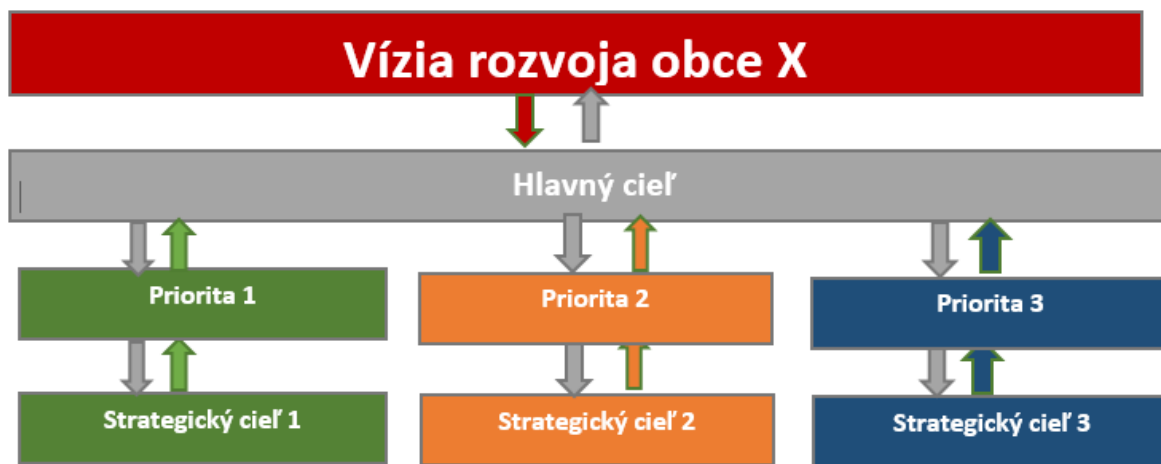 Vízia rozvoja obce X
Hlavný cieľ
Priorita 1
Priorita 2
Priorita 3
Strategický cieľ 1
Strategický cieľ 2
Strategický cieľ 3